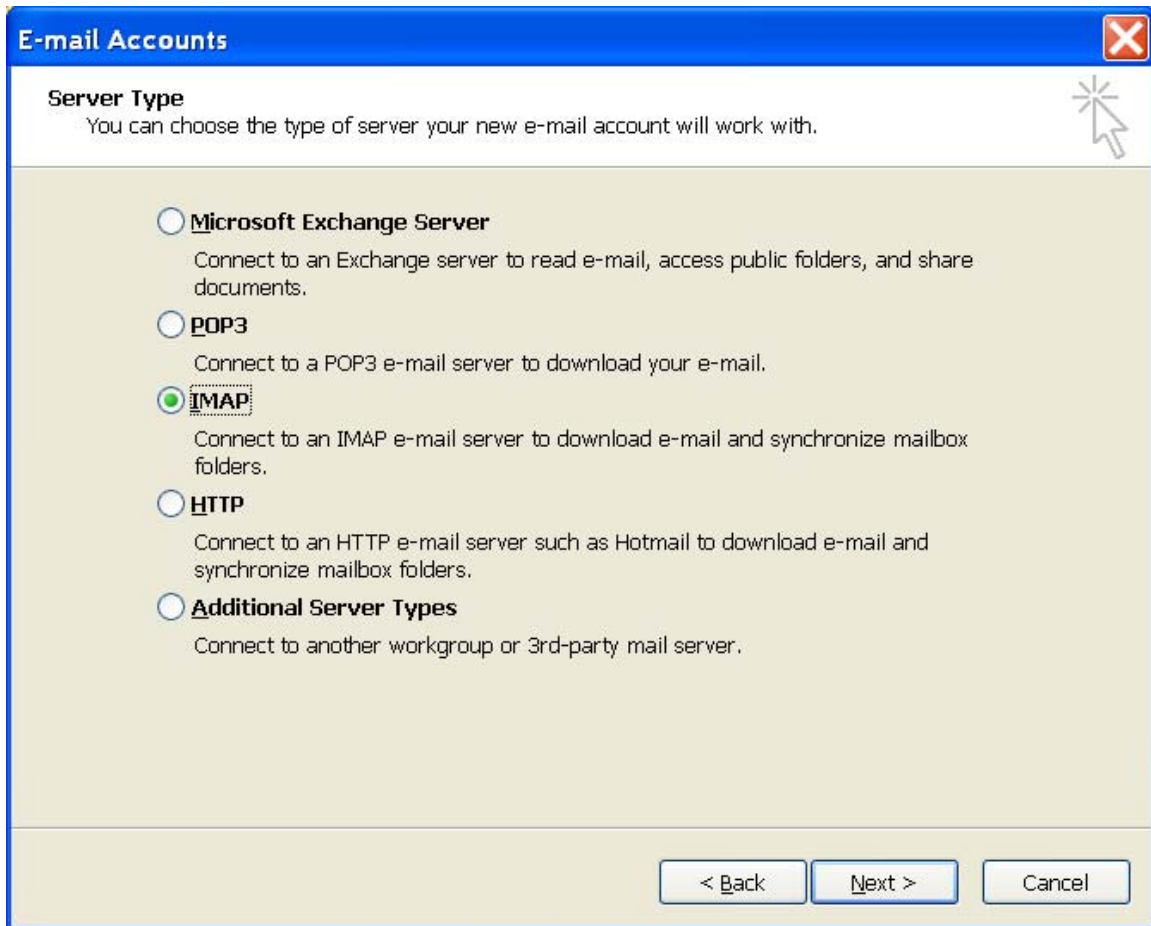 E-mail Accounts
Server Type
You can choose the type of server your new e-mail account will work with.
Microsoft Exchange Server
Connect to an Exchange server to read e-mail, access public folders, and share
documents.
POP3
Connect to a POP3 e-mail server to download your e-mail.
IMAP
Connect to an IMAP e-mail server to download e-mail and synchronize mailbox
folders.
HTTP
Connect to an HTTP e-mail server such as Hotmail to download e-mail and
synchronize mailbox folders.
Additional Server Types
Connect to another workgroup or 3rd-party mail server.
< Back Next > Cancel